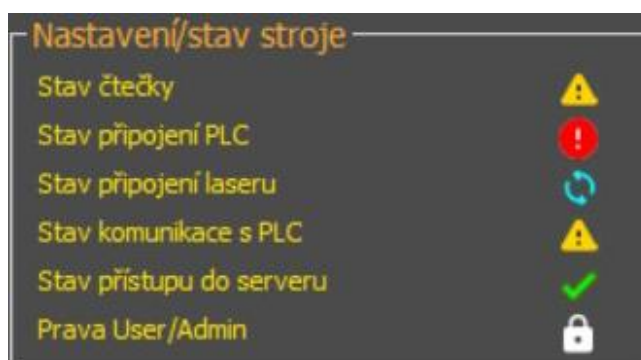 Nastavení/stav stroje
Stav čtečky
Stav připojení PLC
Stav připojení laseru
Stav komunikace s PLC
Stav přístupu do serveru
Prava User/Admin